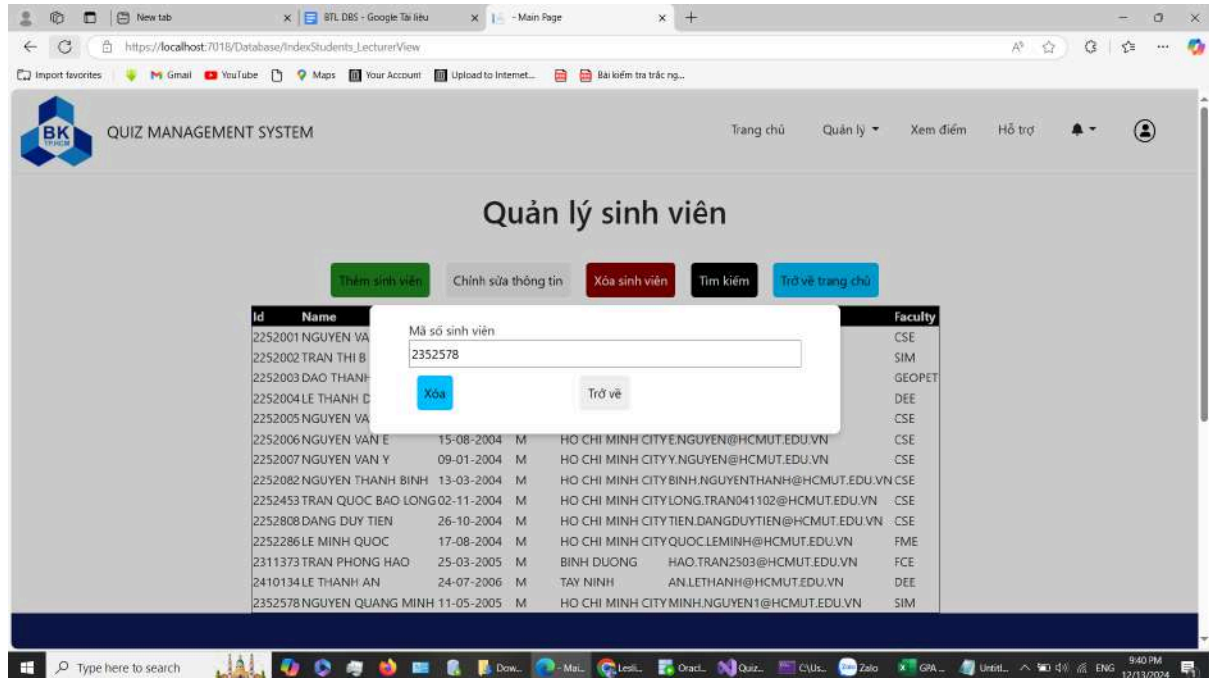 New tab
BTL DBS - Google Tài liệu
- Main Page
https://localhost:7018/Database/IndexStudents_LecturerView
Import favorites
Gmail
YouTube
Maps
Your Account
Upload to Internet...
Bài kiểm tra trắc ng...
BK
TP.HCM
QUIZ MANAGEMENT SYSTEM
Trang chủ
Quản lý
Xem điểm
Hỗ trợ
Quản lý sinh viên
Thêm sinh viên
Chỉnh sửa thông tin
Xóa sinh viên
Tìm kiếm
Trở về trang chủ
Id Name Faculty
Mã số sinh viên
2352578
Xóa
Trở về
2252001 NGUYEN VA CSE
2252002 TRAN THI B SIM
2252003 DAO THANH GEOPET
2252004 LE THANH D DEE
2252005 NGUYEN VA CSE
2252006 NGUYEN VAN E 15-08-2004 M HO CHI MINH CITY E.NGUYEN@HCMUT.EDU.VN CSE
2252007 NGUYEN VAN Y 09-01-2004 M HO CHI MINH CITY Y.NGUYEN@HCMUT.EDU.VN CSE
2252082 NGUYEN THANH BINH 13-03-2004 M HO CHI MINH CITY BINH.NGUYENTHANH@HCMUT.EDU.VN CSE
2252453 TRAN QUOC BAO LONG 02-11-2004 M HO CHI MINH CITY LONG.TRAN041102@HCMUT.EDU.VN CSE
2252808 DANG DUY TIEN 26-10-2004 M HO CHI MINH CITY TIEN.DANGDUYTIEN@HCMUT.EDU.VN CSE
2252286 LE MINH QUOC 17-08-2004 M HO CHI MINH CITY QUOC.LEMINH@HCMUT.EDU.VN FME
2311373 TRAN PHONG HAO 25-03-2005 M BINH DUONG HAO.TRAN2503@HCMUT.EDU.VN FCE
2410134 LE THANH AN 24-07-2006 M TAY NINH AN.LETHANH@HCMUT.EDU.VN DEE
2352578 NGUYEN QUANG MINH 11-05-2005 M HO CHI MINH CITY MINH.NGUYEN1@HCMUT.EDU.VN SIM
Type here to search
Dow...
- Mai...
Lesli...
Oracl...
Quiz...
C:\Us...
Zalo
GPA ...
Untitl...
ENG
9:40 PM
12/13/2024